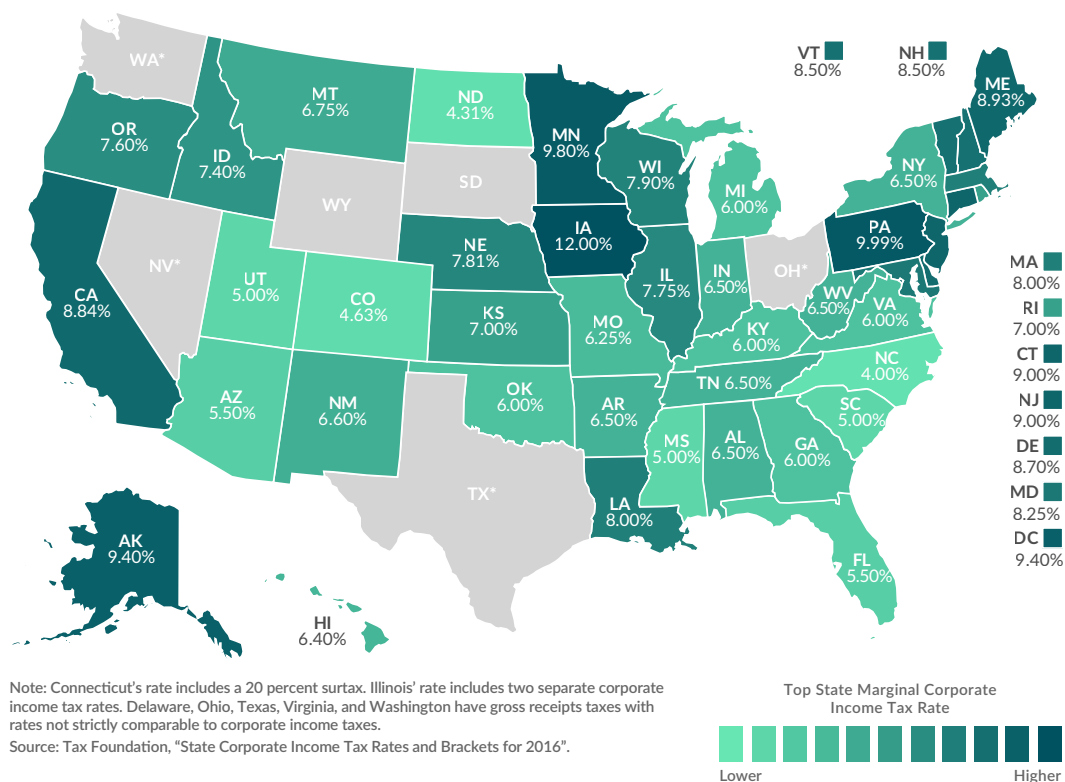 VT
8.50%
NH
8.50%
ME
8.93%
WA*
MT
6.75%
ND
4.31%
MN
9.80%
OR
7.60%
ID
7.40%
WI
7.90%
NY
6.50%
SD
MI
6.00%
WY
IA
12.00%
PA
9.99%
NE
7.81%
NV*
UT
5.00%
CO
4.63%
IL
7.75%
IN
6.50%
OH*
MA
8.00%
CA
8.84%
WV
6.50%
VA
6.00%
RI
7.00%
KS
7.00%
MO
6.25%
KY
6.00%
CT
9.00%
NC
4.00%
TN 6.50%
NJ
9.00%
AZ
5.50%
NM
6.60%
OK
6.00%
AR
6.50%
SC
5.00%
MS
5.00%
AL
6.50%
GA
6.00%
DE
8.70%
TX*
LA
8.00%
MD
8.25%
AK
9.40%
DC
9.40%
FL
5.50%
HI
6.40%
Note: Connecticut's rate includes a 20 percent surtax. Illinois' rate includes two separate corporate
income tax rates. Delaware, Ohio, Texas, Virginia, and Washington have gross receipts taxes with
rates not strictly comparable to corporate income taxes.
Source: Tax Foundation, "State Corporate Income Tax Rates and Brackets for 2016".
Top State Marginal Corporate
Income Tax Rate
Lower
Higher